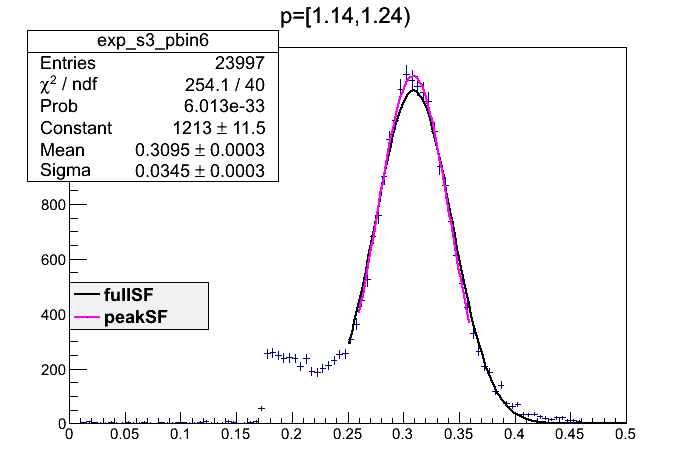 p=[1.14,1.24)
exp_s3_pbin6
Entries 23997
χ² / ndf 254.1 / 40
Prob 6.013e-33
Constant 1213 ± 11.5
Mean 0.3095 ± 0.0003
Sigma 0.0345 ± 0.0003
800
600
fullSF
peakSF
400
200
0
0 0.05 0.1 0.15 0.2 0.25 0.3 0.35 0.4 0.45 0.5